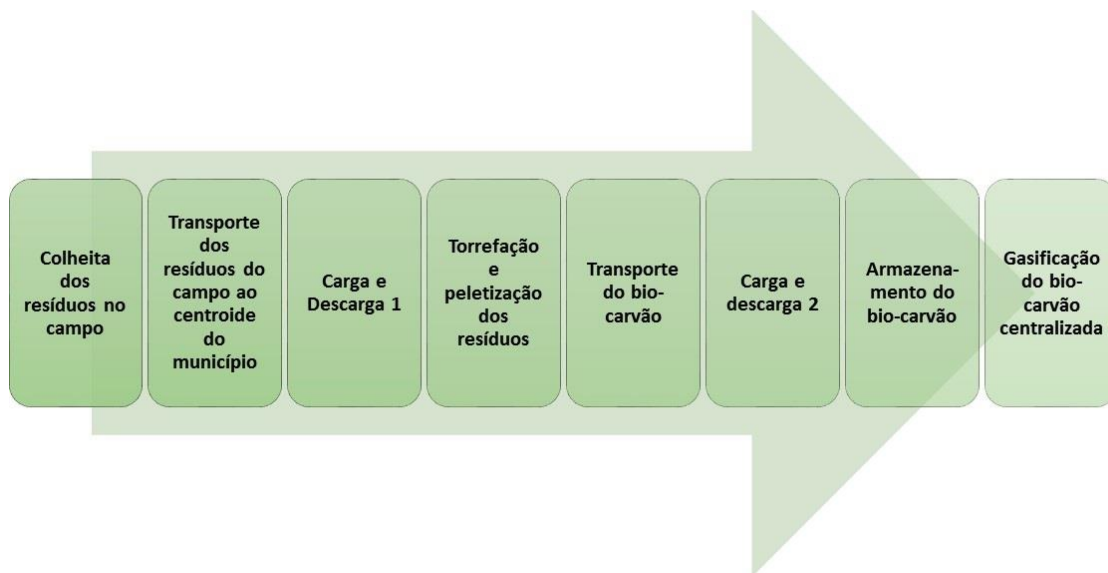 Colheita
dos
resíduos no
campo
Transporte
dos
resíduos do
campo ao
centroide
do
município
Carga e
Descarga 1
Torrefação
e
peletização
dos
resíduos
Transporte
do bio-
carvão
Carga e
descarga 2
Armazena-
mento do
bio-carvão
Gasificação
do bio-
carvão
centralizada